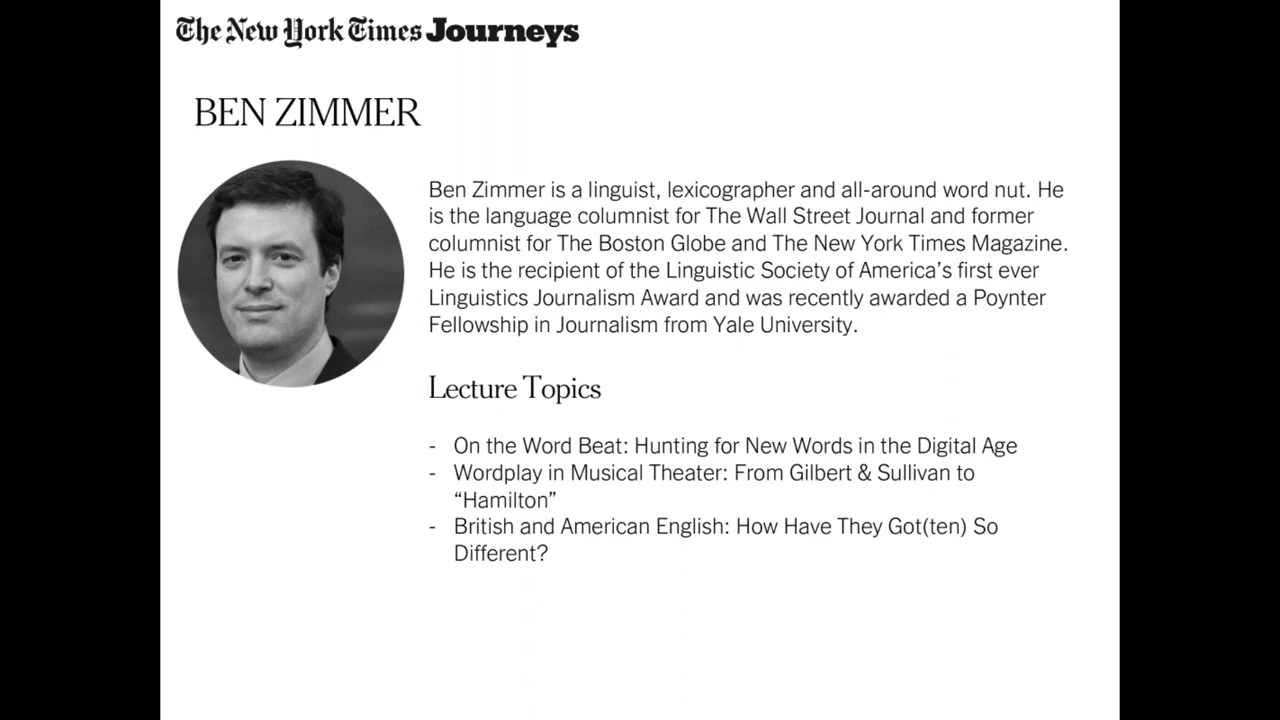 The New York Times Journeys
BEN ZIMMER
Ben Zimmer is a linguist, lexicographer and all-around word nut. He
is the language columnist for The Wall Street Journal and former
columnist for The Boston Globe and The New York Times Magazine.
He is the recipient of the Linguistic Society of America’s first ever
Linguistics Journalism Award and was recently awarded a Poynter
Fellowship in Journalism from Yale University.
Lecture Topics
- On the Word Beat: Hunting for New Words in the Digital Age
- Wordplay in Musical Theater: From Gilbert & Sullivan to
“Hamilton”
- British and American English: How Have They Got(ten) So
Different?